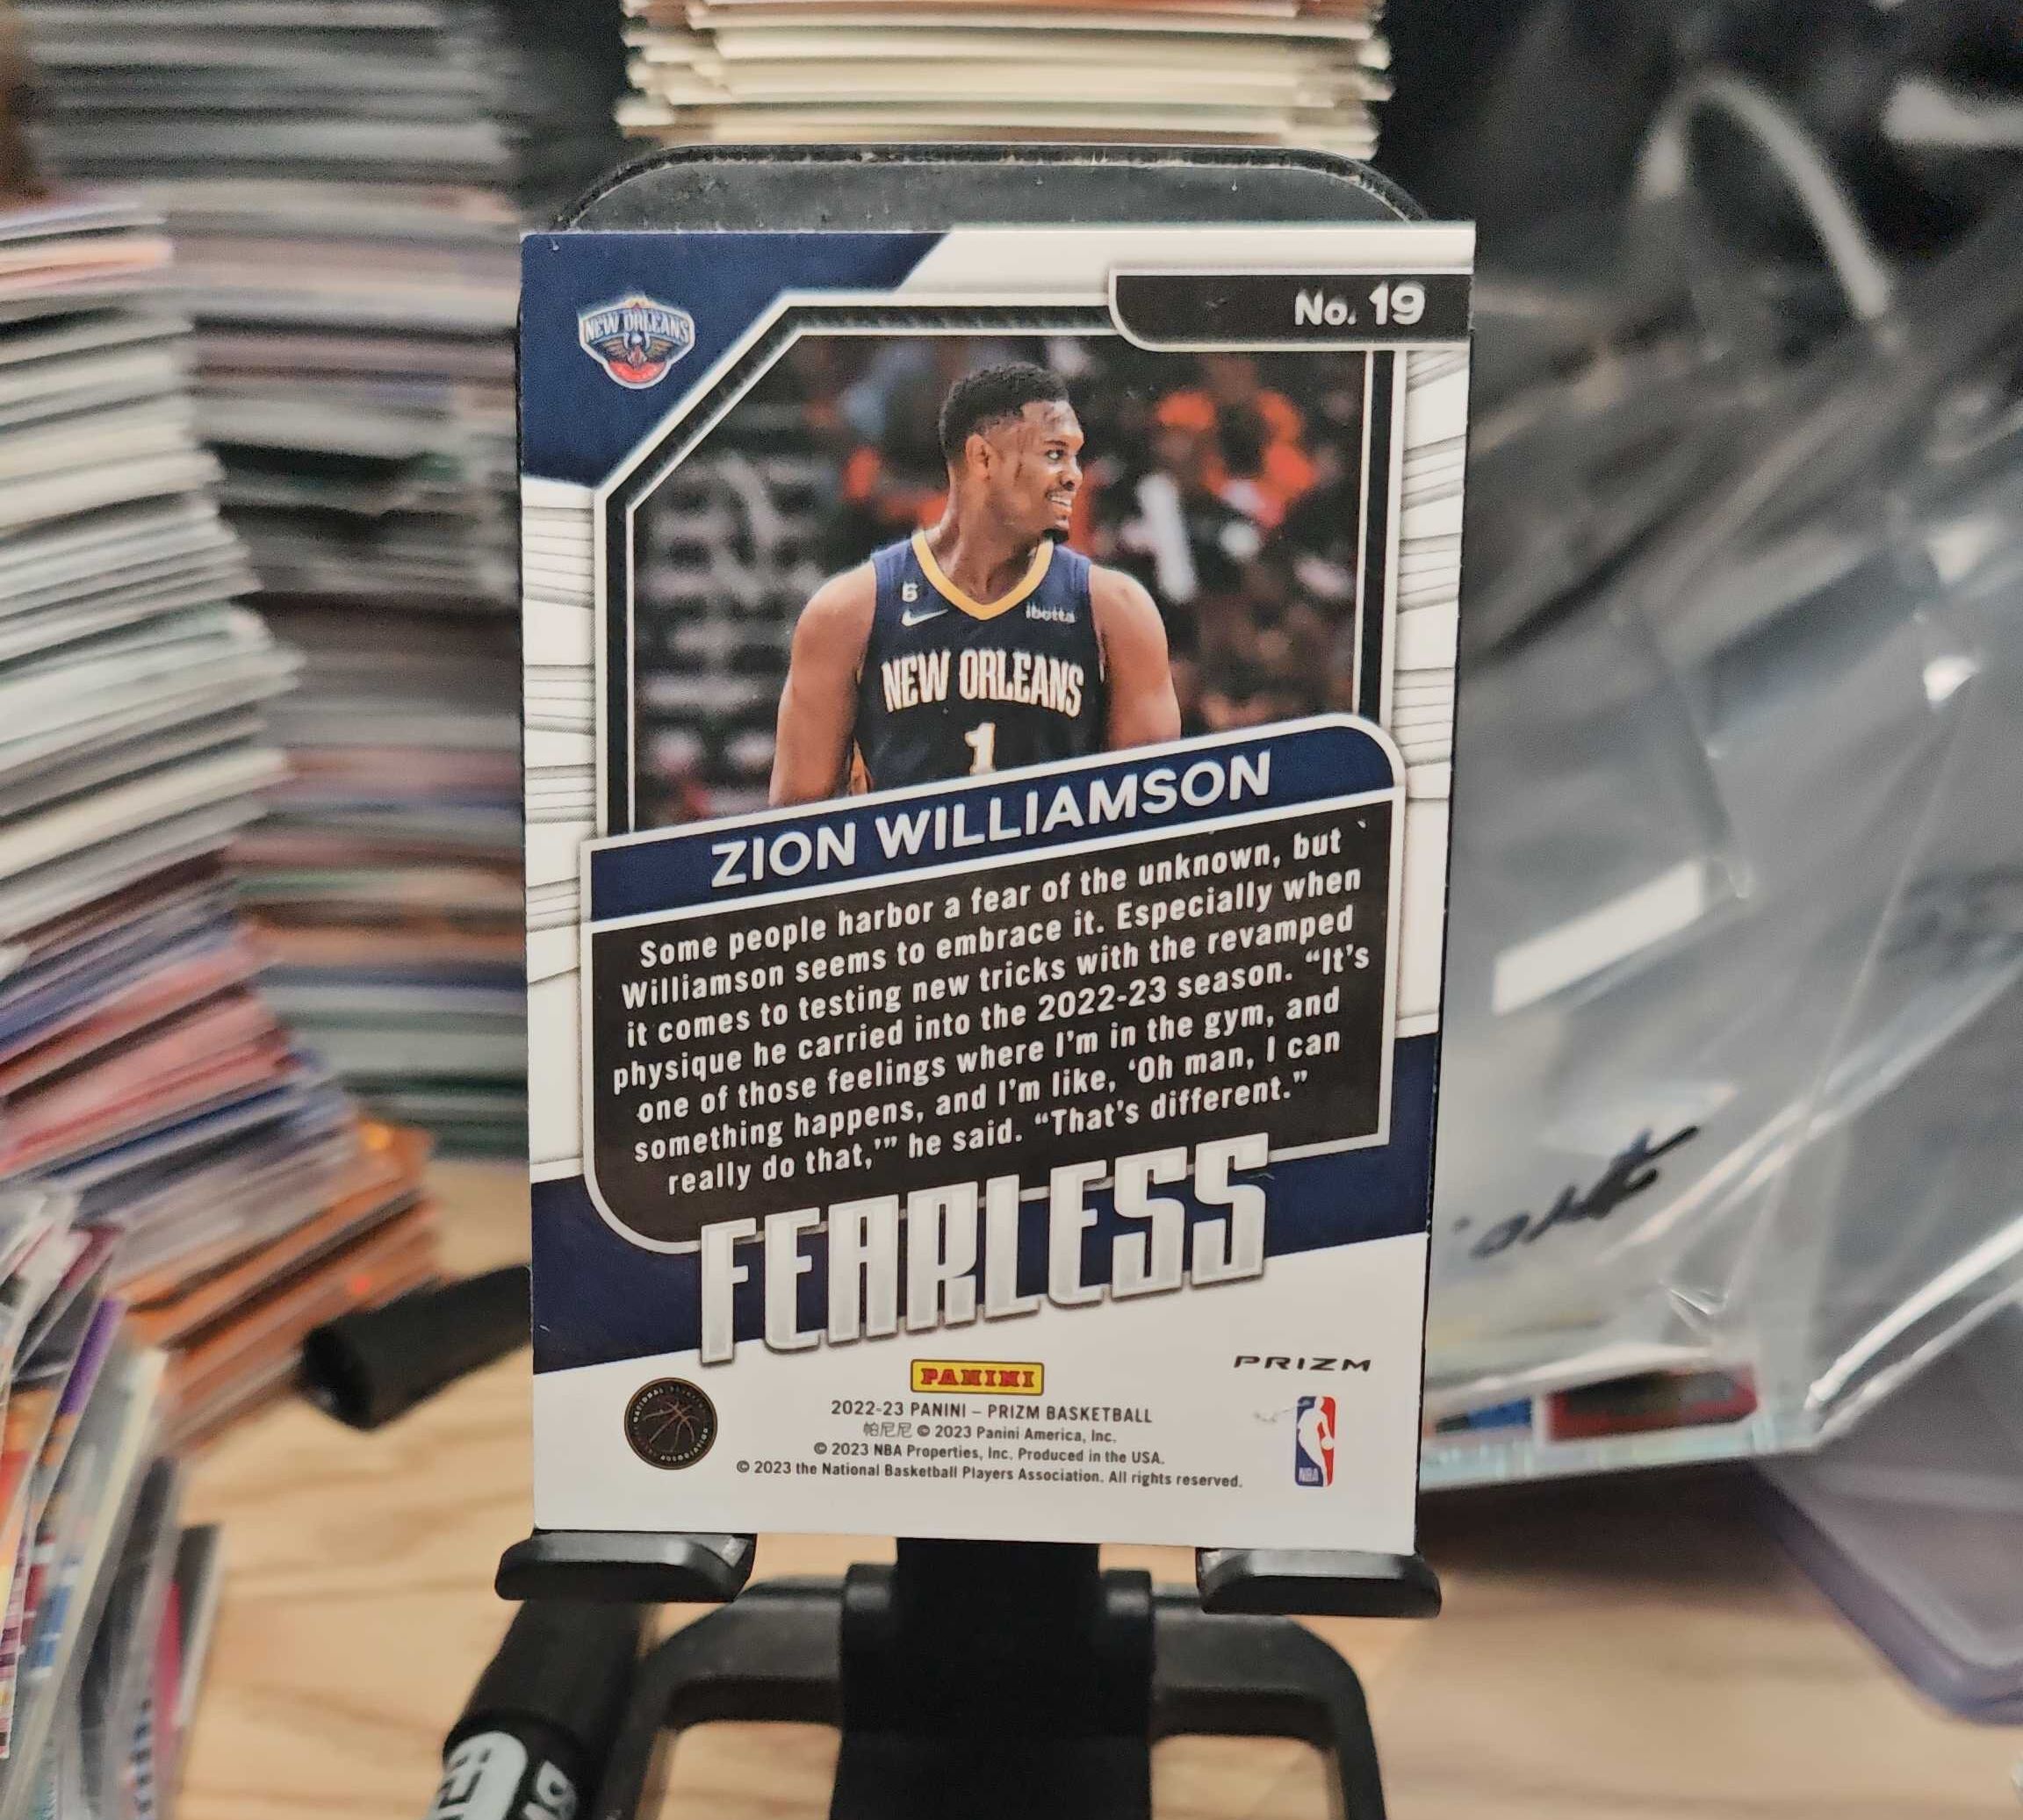 NEW ORLEANS
No. 19
6
ibotta
NEW ORLEANS
1
ZION WILLIAMSON
Some people harbor a fear of the unknown, but
Williamson seems to embrace it. Especially when
it comes to testing new tricks with the revamped
physique he carried into the 2022-23 season. “It's
one of those feelings where I'm in the gym, and
something happens, and I'm like, ‘Oh man, I can
really do that,’” he said. “That's different.”
FEARLESS
PRIZM
PANINI
2022-23 PANINI – PRIZM BASKETBALL
帕尼尼 © 2023 Panini America, Inc.
© 2023 NBA Properties, Inc. Produced in the USA.
© 2023 the National Basketball Players Association. All rights reserved.
NBA